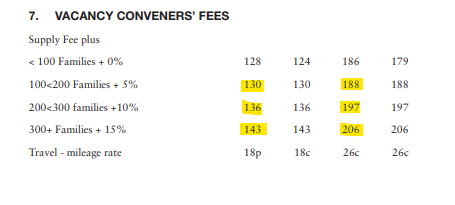 7. VACANCY CONVENERS' FEES
Supply Fee plus
< 100 Families + 0% 128 124 186 179
100<200 Families + 5% 130 130 188 188
200<300 families +10% 136 136 197 197
300+ Families + 15% 143 143 206 206
Travel - mileage rate 18p 18c 26c 26c